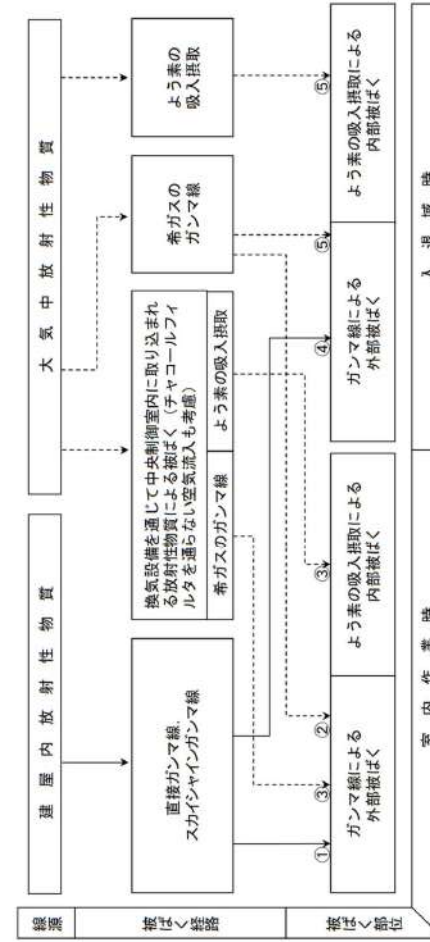 線源
建屋内放射性物質
大気中放射性物質
被ばく経路
直接ガンマ線,
スカイシャインガンマ線
換気設備を通じて中央制御室内に取り込まれ
る放射性物質による被ばく（チャコールフィ
ルタを通らない空気流入も考慮）
希ガスのガンマ線
よう素の吸入摂取
希ガスの
ガンマ線
よう素の
吸入摂取
被ばく部位
①
③
②
③
④
⑤
⑤
ガンマ線による
外部被ばく
よう素の吸入摂取による
内部被ばく
ガンマ線による
外部被ばく
よう素の吸入摂取による
内部被ばく
室内作業時
入退域時